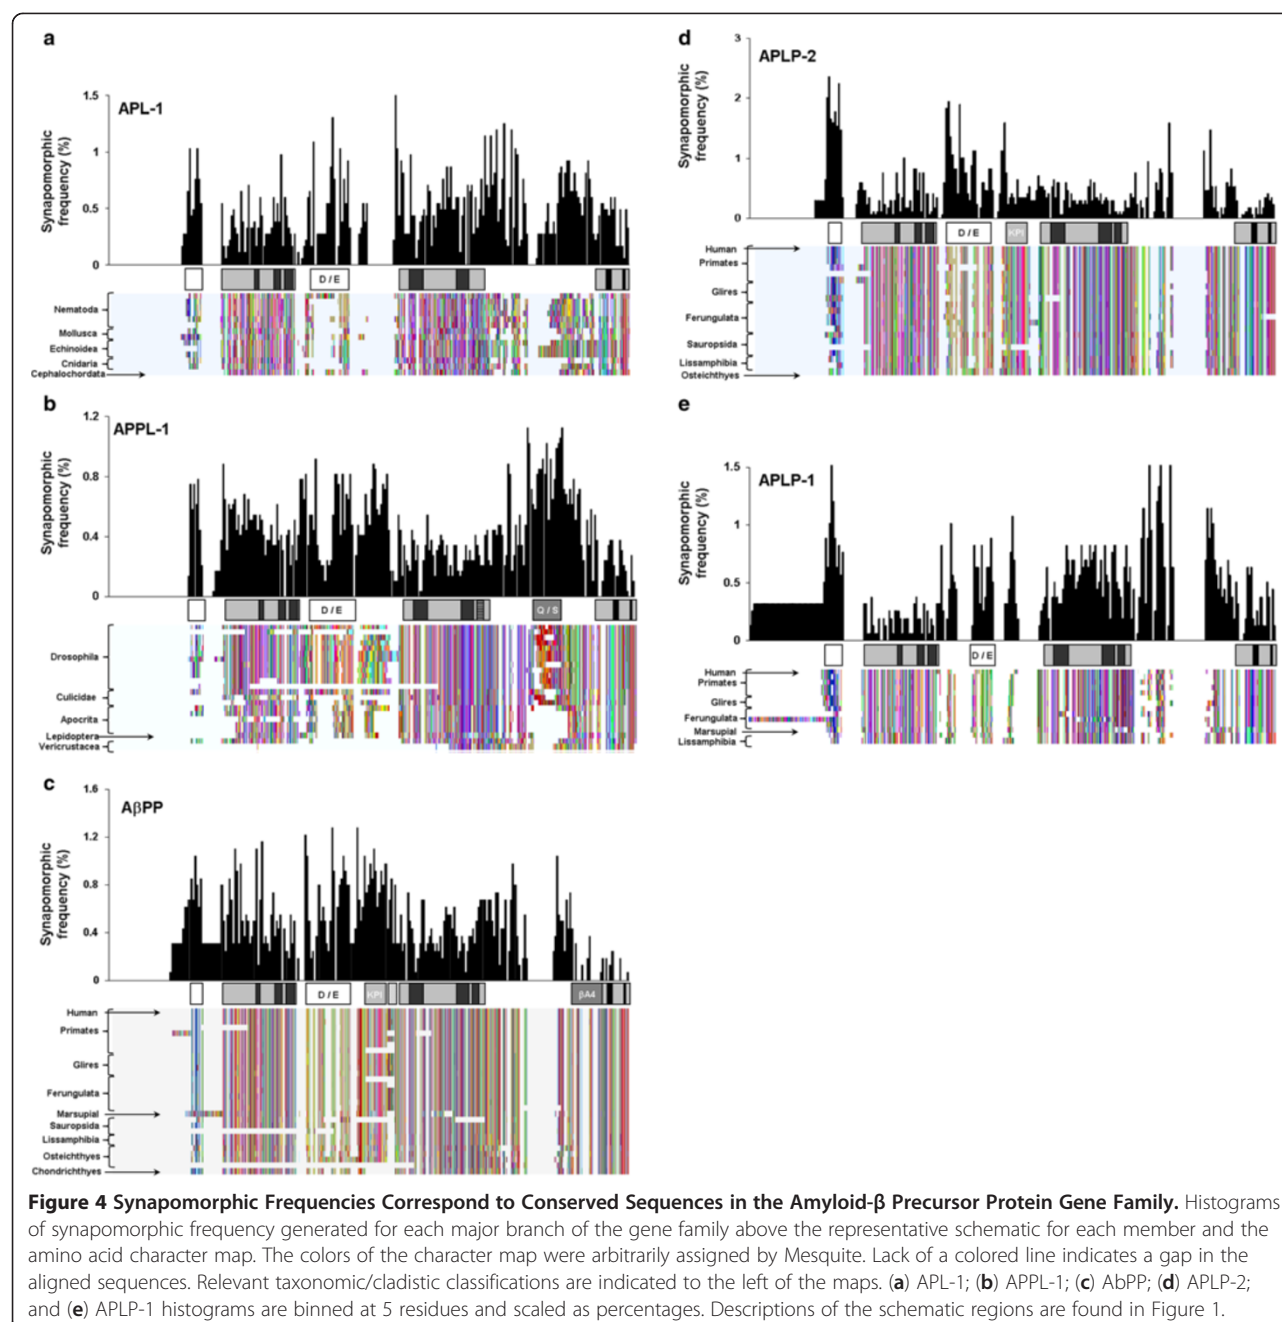 a
APL-1
Synapomorphic
frequency (%)
1.5
1
0.5
0
D / E
Nematoda
Mollusca
Echinoidea
Cnidaria
Cephalochordata
b
APPL-1
Synapomorphic
frequency (%)
1.2
0.8
0.4
0
D / E
Q / S
Drosophila
Culicidae
Apocrita
Lepidoptera
Vericrustacea
c
AβPP
Synapomorphic
frequency (%)
1.6
1.2
0.8
0.4
0
D / E
KPI
βA4
Human
Primates
Glires
Ferungulata
Marsupial
Sauropsida
Lissamphibia
Osteichthyes
Chondrichthyes
d
APLP-2
Synapomorphic
frequency (%)
3
2
1
0
D / E
KPI
Human
Primates
Glires
Ferungulata
Sauropsida
Lissamphibia
Osteichthyes
e
APLP-1
Synapomorphic
frequency (%)
1.5
1
0.5
0
D / E
Human
Primates
Glires
Ferungulata
Marsupial
Lissamphibia
Figure 4 Synapomorphic Frequencies Correspond to Conserved Sequences in the Amyloid-β Precursor Protein Gene Family. Histograms
of synapomorphic frequency generated for each major branch of the gene family above the representative schematic for each member and the
amino acid character map. The colors of the character map were arbitrarily assigned by Mesquite. Lack of a colored line indicates a gap in the
aligned sequences. Relevant taxonomic/cladistic classifications are indicated to the left of the maps. (a) APL-1; (b) APPL-1; (c) AbPP; (d) APLP-2;
and (e) APLP-1 histograms are binned at 5 residues and scaled as percentages. Descriptions of the schematic regions are found in Figure 1.